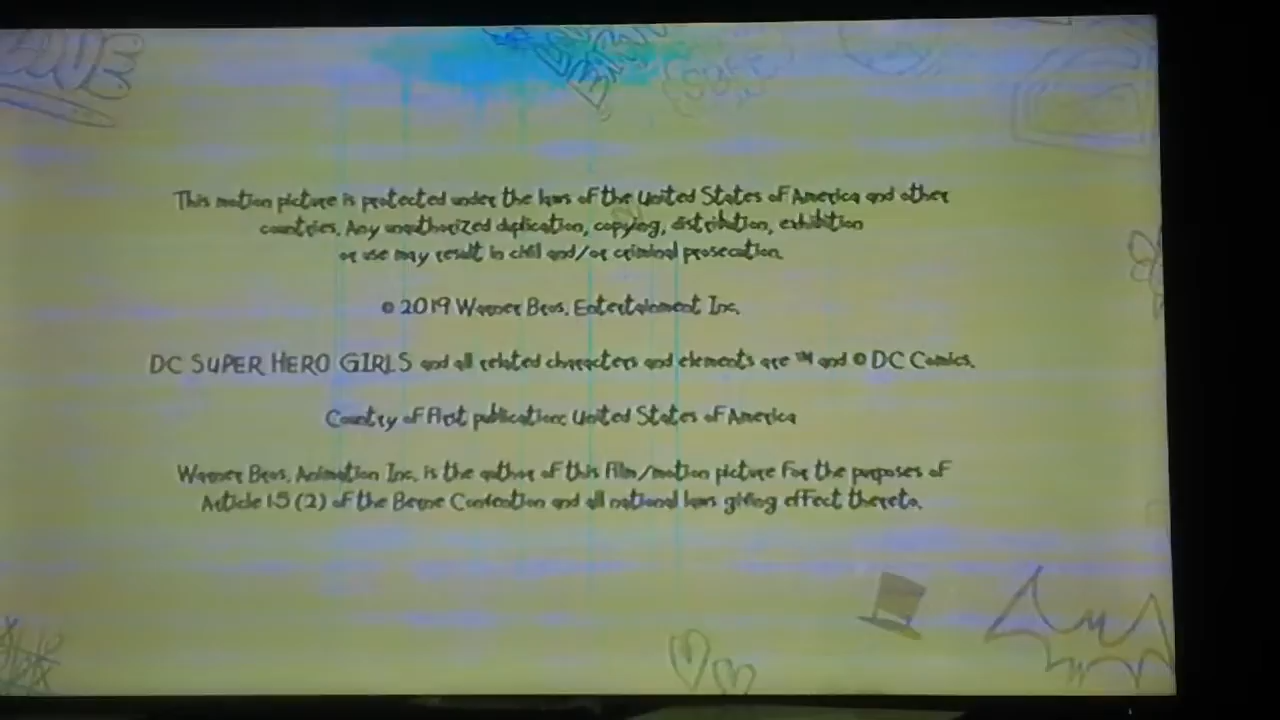 This motion picture is protected under the laws of the United States of America and other
countries. Any unauthorized duplication, copying, distribution, exhibition
or use may result in civil and/or criminal prosecution.
© 2019 Warner Bros. Entertainment Inc.
DC SUPER HERO GIRLS and all related characters and elements are ™ and © DC Comics.
Country of First publication: United States of America
Warner Bros. Animation Inc. is the author of this film/motion picture for the purposes of
Article 15 (2) of the Berne Convention and all national laws giving effect thereto.